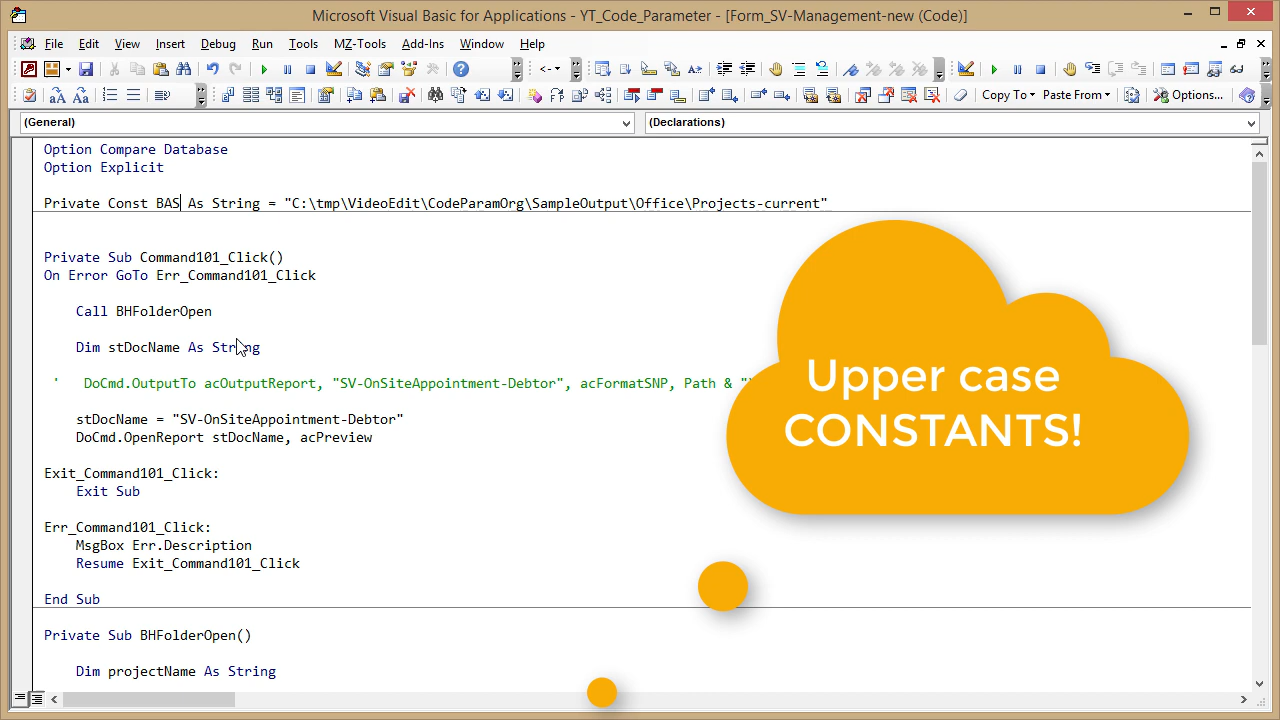 Microsoft Visual Basic for Applications - YT_Code_Parameter - [Form_SV-Management-new (Code)]
File Edit View Insert Format Debug Run Tools MZ-Tools Add-Ins Window Help
Copy To Paste From Options...
(General) (Declarations)
Option Compare Database
Option Explicit
Private Const BAS As String = "C:\tmp\VideoEdit\CodeParamOrg\SampleOutput\Office\Projects-current"
Private Sub Command101_Click()
On Error GoTo Err_Command101_Click
Call BHFolderOpen
Dim stDocName As String
' DoCmd.OutputTo acOutputReport, "SV-OnSiteAppointment-Debtor", acFormatSNP, Path & "\
stDocName = "SV-OnSiteAppointment-Debtor"
DoCmd.OpenReport stDocName, acPreview
Exit_Command101_Click:
Exit Sub
Err_Command101_Click:
MsgBox Err.Description
Resume Exit_Command101_Click
End Sub
Private Sub BHFolderOpen()
Dim projectName As String
Upper case
CONSTANTS!